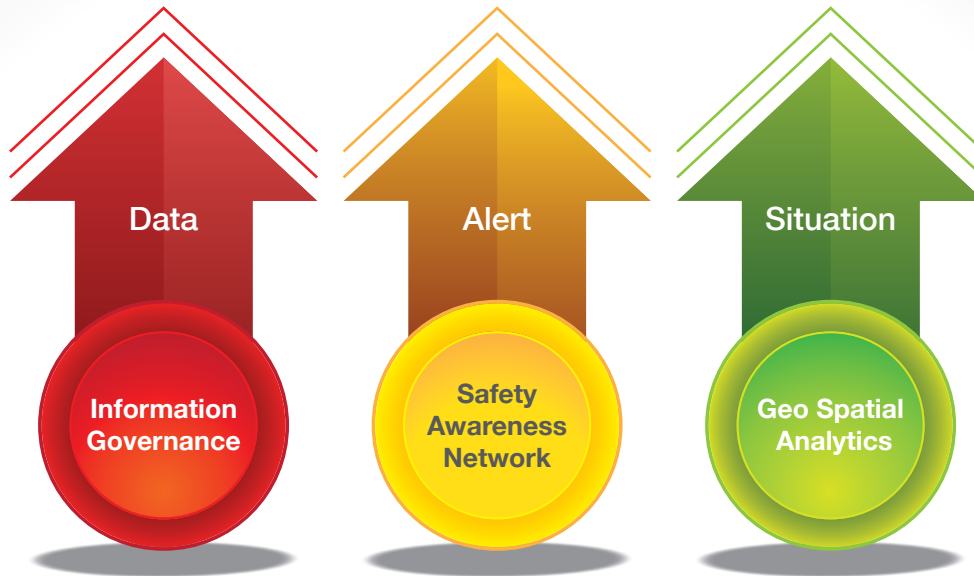 Data
Alert
Situation
Information
Governance
Safety
Awareness
Network
Geo Spatial
Analytics